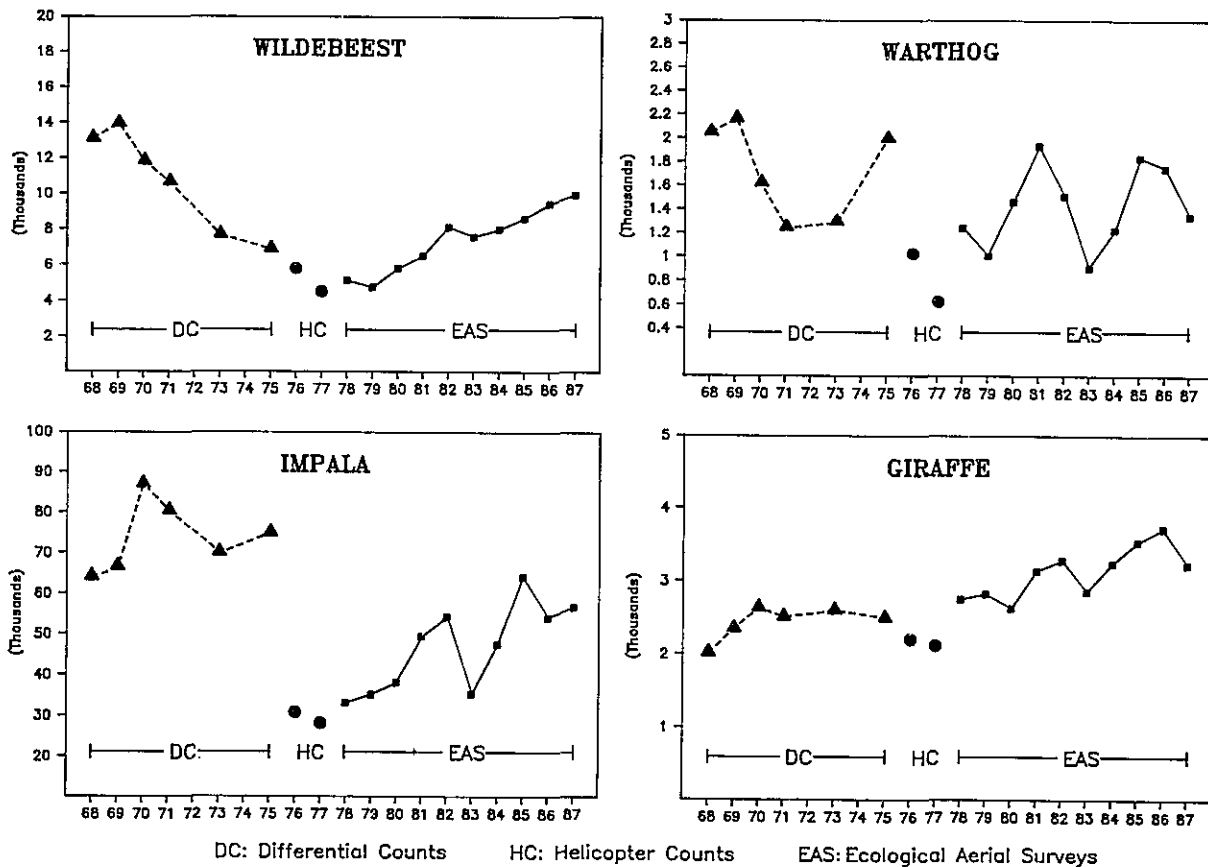 WILDEBEEST
(Thousands)
20
18
16
14
12
10
8
6
4
2
DC HC EAS
68 69 70 71 72 73 75 76 77 78 79 80 81 82 83 84 85 86 87
WARTHOG
(Thousands)
3
2.8
2.6
2.4
2.2
2
1.8
1.6
1.4
1.2
1
0.8
0.6
0.4
DC HC EAS
68 69 70 71 72 73 75 76 77 78 79 80 81 82 83 84 85 86 87
IMPALA
(Thousands)
100
90
80
70
60
50
40
30
20
DC HC EAS
68 69 70 71 72 73 75 76 77 78 79 80 81 82 83 84 85 86 87
GIRAFFE
(Thousands)
5
4
3
2
1
DC HC EAS
68 69 70 71 72 73 75 76 77 78 79 80 81 82 83 84 85 86 87
DC: Differential Counts HC: Helicopter Counts EAS: Ecological Aerial Surveys